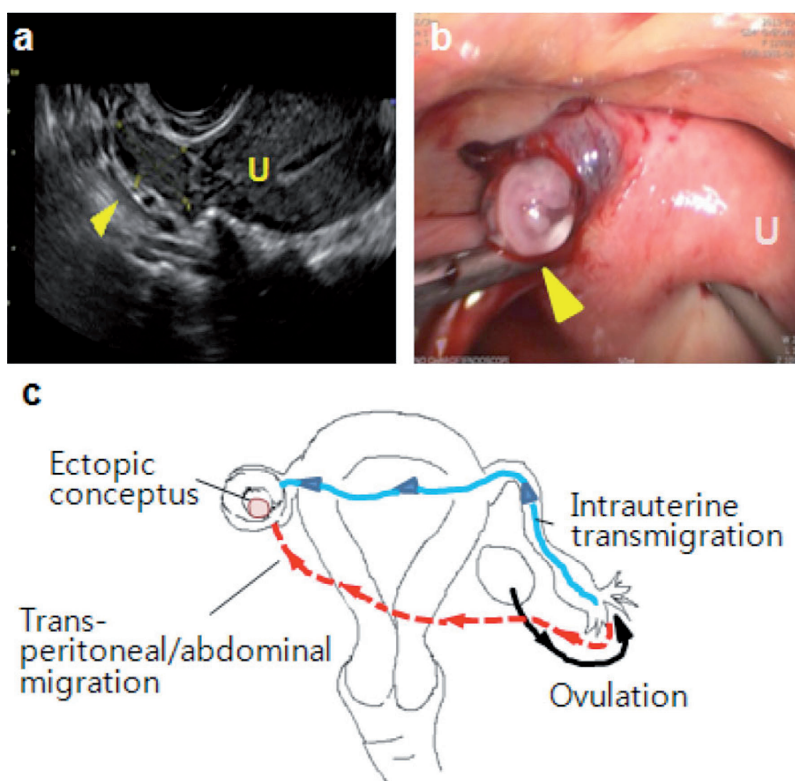 a
b
U
U
c
Ectopic
conceptus
Intrauterine
transmigration
Trans-
peritoneal/abdominal
migration
Ovulation